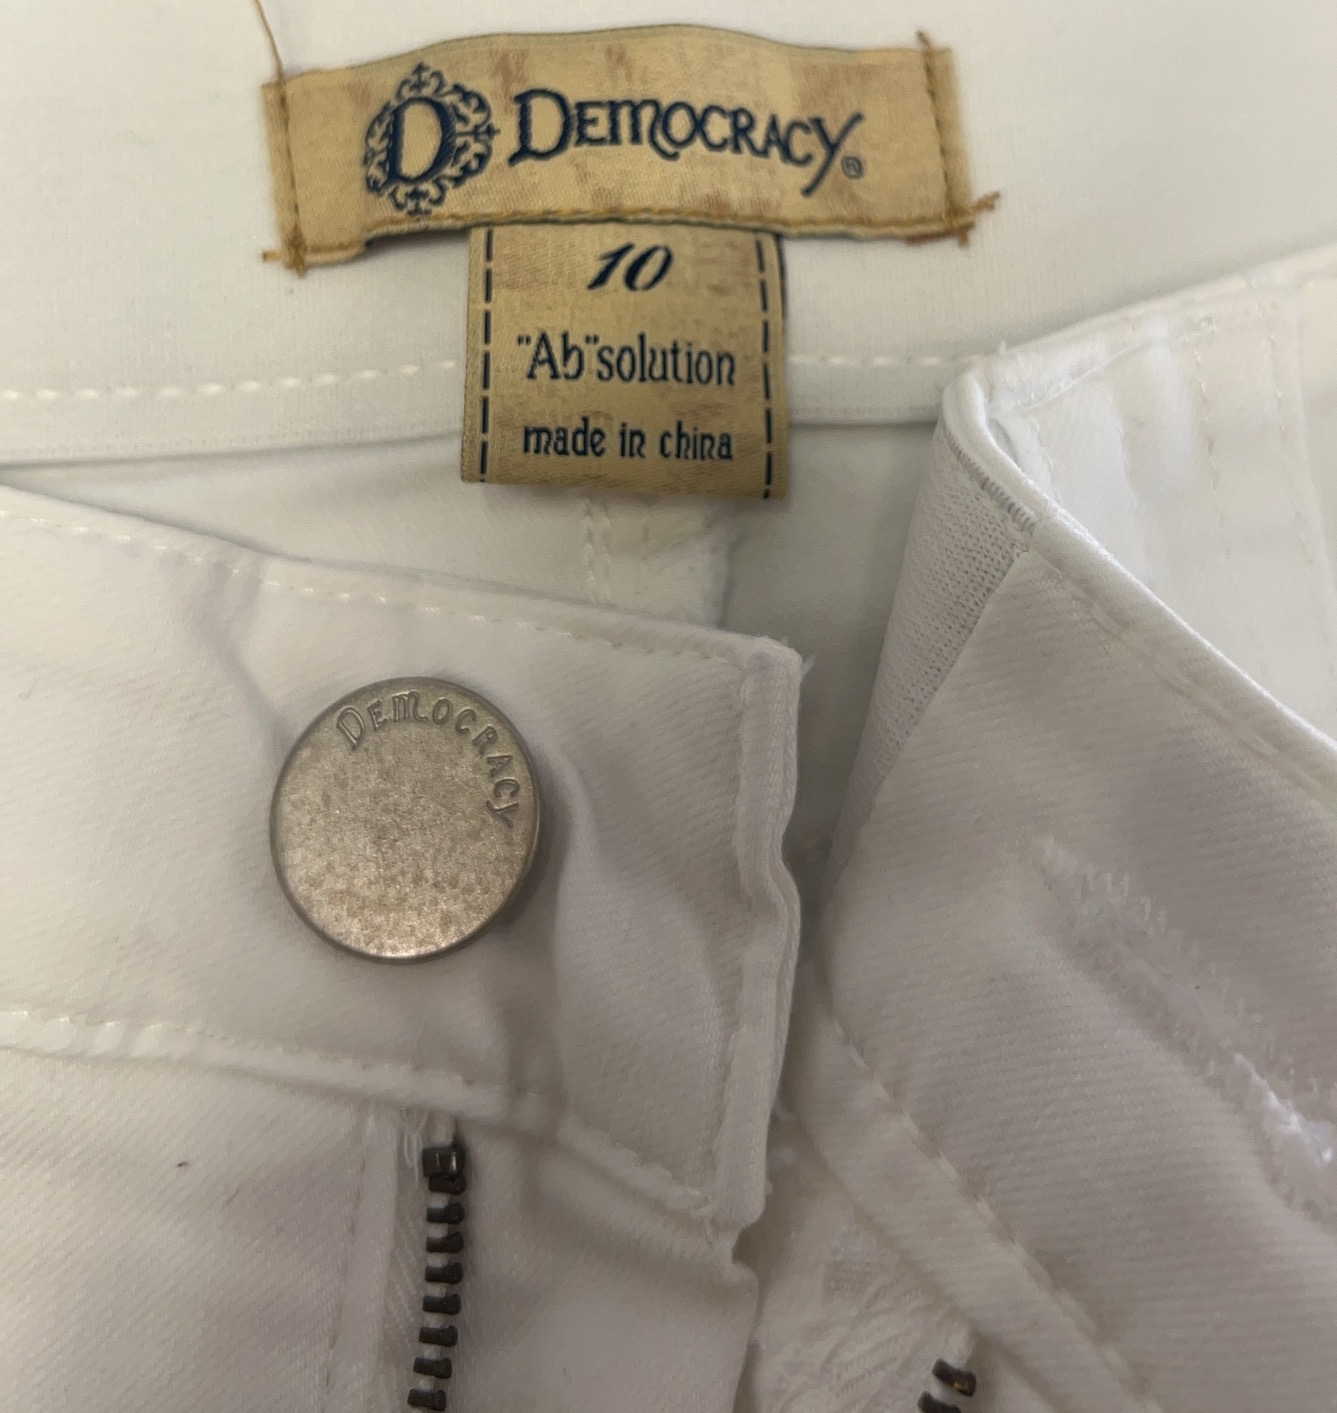 D DEMOCRACY®
10
"Ab"solution
made in china
DEMOCRACY